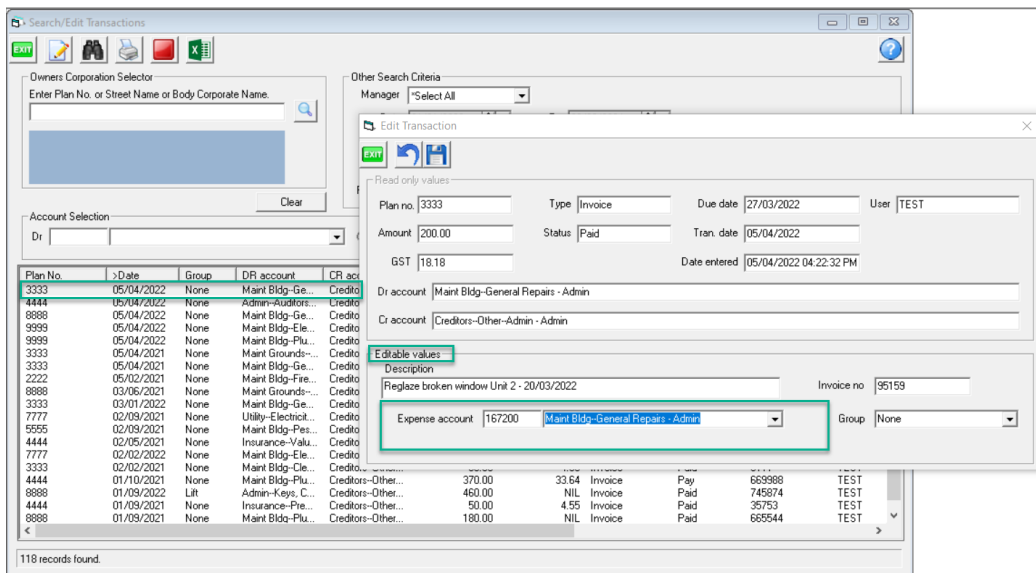 Search/Edit Transactions
EXIT
Owners Corporation Selector
Enter Plan No. or Street Name or Body Corporate Name.
Clear
Other Search Criteria
Manager *Select All
Account Selection
Dr
Plan No. >Date Group DR account CR acc
3333 05/04/2022 None Maint Bldg--Ge... Credito
4444 05/04/2022 None Admin--Auditors... Credito
8888 05/04/2022 None Maint Bldg--Ge... Credito
9999 05/04/2022 None Maint Bldg--Ele... Credito
9999 05/04/2022 None Maint Bldg--Plu... Credito
3333 05/04/2021 None Maint Grounds--... Credito
3333 05/04/2021 None Maint Bldg--Ge... Credito
2222 05/02/2021 None Maint Bldg--Fire... Credito
8888 03/06/2021 None Maint Grounds--... Credito
3333 03/01/2022 None Maint Bldg--Ge... Credito
7777 02/09/2021 None Utility--Electricit... Credito
5555 02/09/2021 None Maint Bldg--Pes... Credito
4444 02/05/2021 None Insurance--Valu... Credito
7777 02/02/2022 None Maint Bldg--Ele... Credito
3333 02/02/2021 None Maint Bldg--Cle...
4444 01/10/2021 None Maint Bldg--Plu... Creditors--Other... 370.00 33.64 Invoice Pay 669988 TEST
8888 01/09/2022 Lift Admin--Keys, C... Creditors--Other... 460.00 NIL Invoice Paid 745874 TEST
4444 01/09/2021 None Insurance--Pre... Creditors--Other... 50.00 4.55 Invoice Paid 35753 TEST
8888 01/09/2021 None Maint Bldg--Plu... Creditors--Other... 180.00 NIL Invoice Paid 665544 TEST
118 records found.
Edit Transaction
EXIT
Read only values
Plan no. 3333 Type Invoice Due date 27/03/2022 User TEST
Amount 200.00 Status Paid Tran. date 05/04/2022
GST 18.18 Date entered 05/04/2022 04:22:32 PM
Dr account Maint Bldg--General Repairs - Admin
Cr account Creditors--Other--Admin - Admin
Editable values
Description
Reglaze broken window Unit 2 - 20/03/2022 Invoice no 95159
Expense account 167200 Maint Bldg--General Repairs - Admin Group None